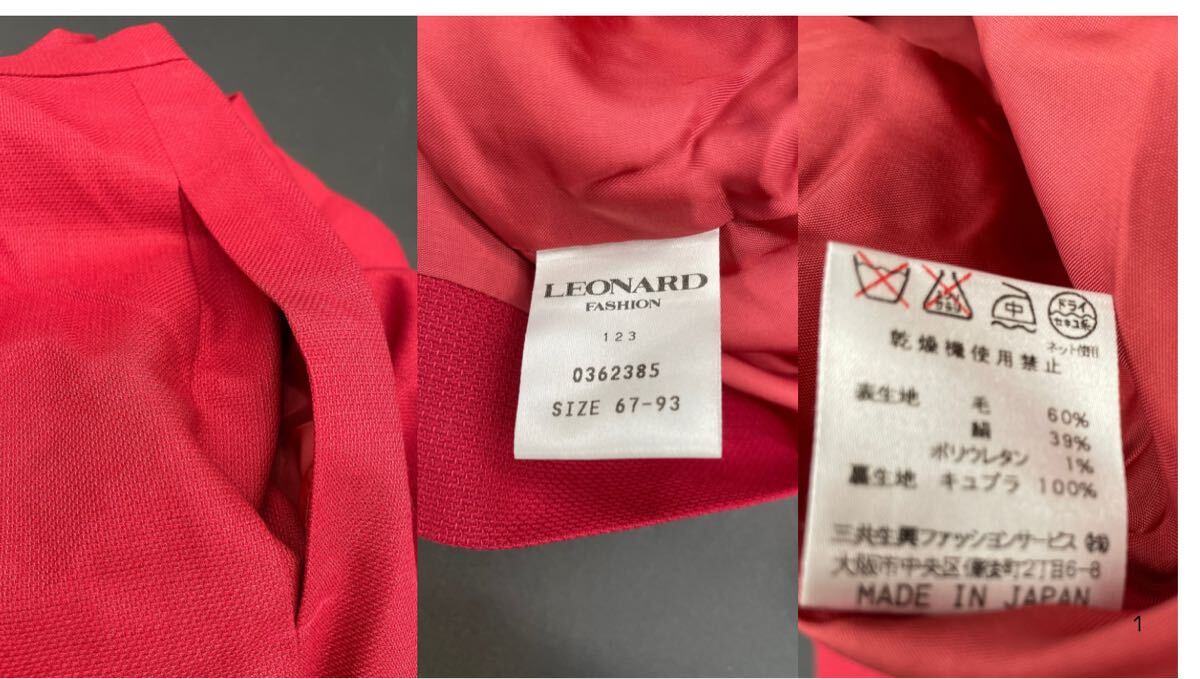 LEONARD
FASHION
123
0362385
SIZE 67-93
中
ドライ
セキユ系
ネット使用
乾燥機使用禁止
表生地 毛 60%
絹 39%
ポリウレタン 1%
裏生地 キュプラ 100%
三共生興ファッションサービス(株)
大阪市中央区 町2丁目6-8
MADE IN JAPAN
1